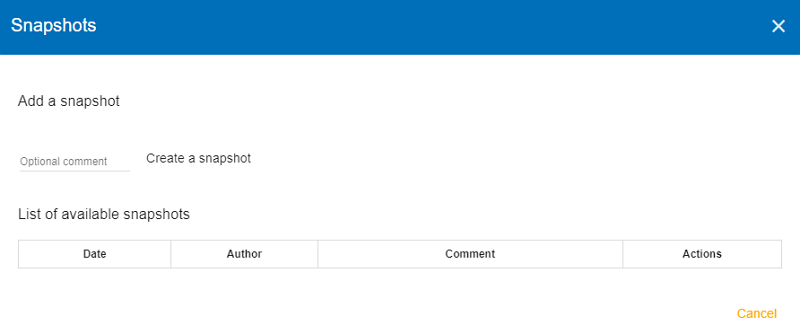 Snapshots
Add a snapshot
Optional comment Create a snapshot
List of available snapshots
Date Author Comment Actions
Cancel